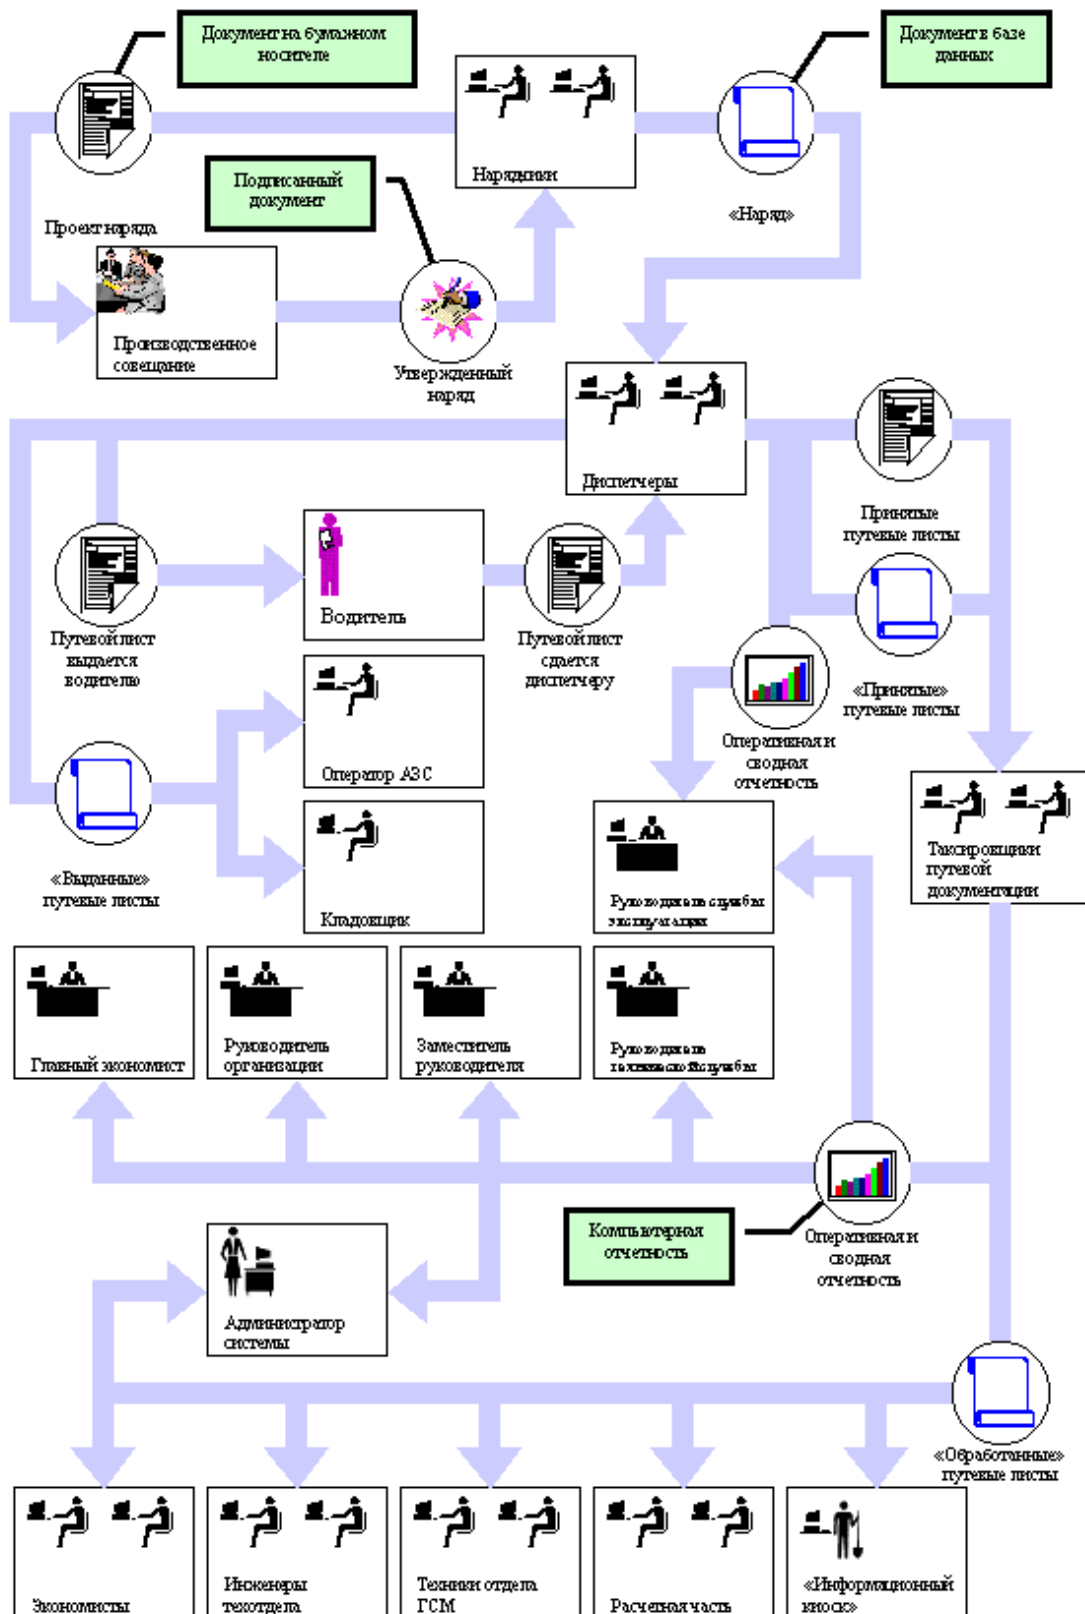 Документ на бумажном
носителе
Документ в базе
данных
Нарядники
Подписанный
документ
«Наряд»
Проект наряда
Производственное
совещание
Утвержденный
наряд
Диспетчеры
Принятые
путевые листы
Водитель
Путевой лист
выдается
водителю
Путевой лист
сдается
диспетчеру
«Принятые»
путевые листы
Оперативная и
сводная
отчетность
Оператор АЗС
Таксировщики
путевой
документации
«Выданные»
путевые листы
Кладовщик
Руководитель службы
эксплуатации
Главный экономист
Руководитель
организации
Заместитель
руководителя
Руководитель
технической службы
Компьютерная
отчетность
Оперативная и
сводная
отчетность
Администратор
системы
«Обработанные»
путевые листы
Экономисты
Инженеры
техотдела
Техники отдела
ГСМ
Расчетная часть
«Информационный
киоск»